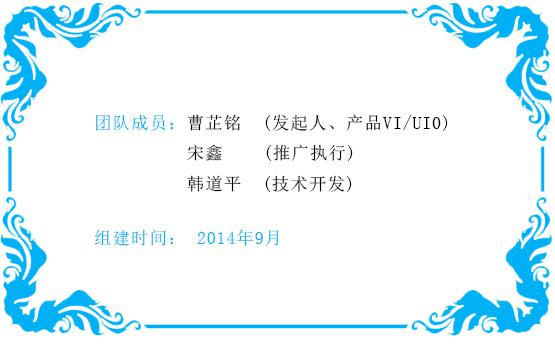 团队成员：曹芷铭 (发起人、产品VI/UI0)
宋鑫 (推广执行)
韩道平 (技术开发)
组建时间： 2014年9月